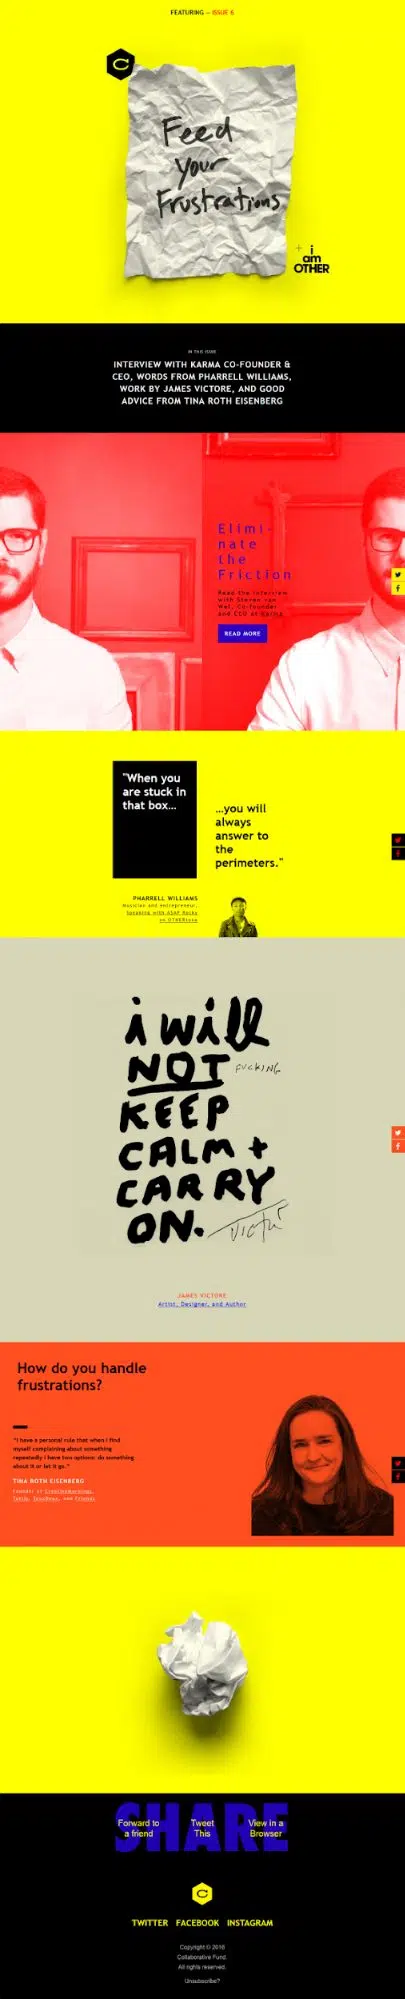 FEATURING – ISSUE 6
Feed
Your
Frustrations
+ i
am
OTHER
IN THIS ISSUE
INTERVIEW WITH KARMA CO-FOUNDER &
CEO, WORDS FROM PHARRELL WILLIAMS,
WORK BY JAMES VICTORE, AND GOOD
ADVICE FROM TINA ROTH EISENBERG
Elimi-
nate
the
Friction
Read the interview
with Steven van
Wel, Co-founder
and CEO at Karma
READ MORE
"When you
are stuck in
that box...
...you will
always
answer to
the
perimeters."
PHARRELL WILLIAMS
Musician and entrepreneur,
Speaking with ASAP Rocky
on OTHERtone
i will
NOT FUCKING
KEEP
CALM +
CARRY
ON. Victore
JAMES VICTORE
Artist, Designer, and Author
How do you handle
frustrations?
"I have a personal rule that when I find
myself complaining about something
repeatedly I have two options: do something
about it or let it go."
TINA ROTH EISENBERG
Founder of CreativeMornings,
Tattly, TeuxDeux, and Friends
SHARE
Forward to
a friend
Tweet
This
View in a
Browser
TWITTER FACEBOOK INSTAGRAM
Copyright © 2016
Collaborative Fund.
All rights reserved.
Unsubscribe?